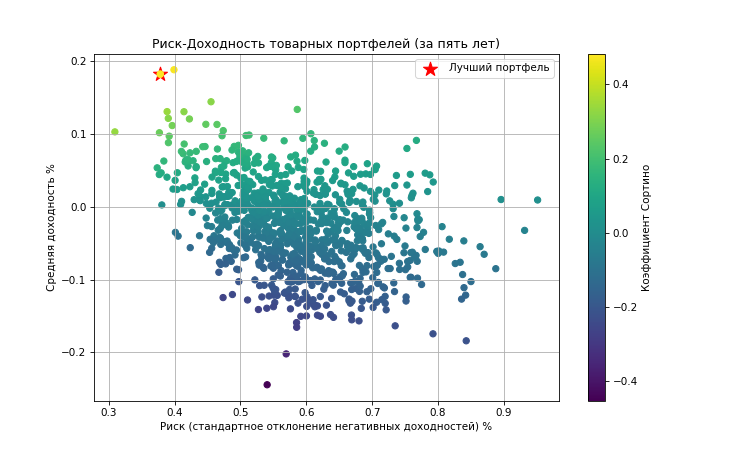 Риск-Доходность товарных портфелей (за пять лет)
Лучший портфель
Средняя доходность %
0.2
0.1
0.0
−0.1
−0.2
0.3 0.4 0.5 0.6 0.7 0.8 0.9
Риск (стандартное отклонение негативных доходностей) %
0.4
0.2
0.0
−0.2
−0.4
Коэффициент Сортино